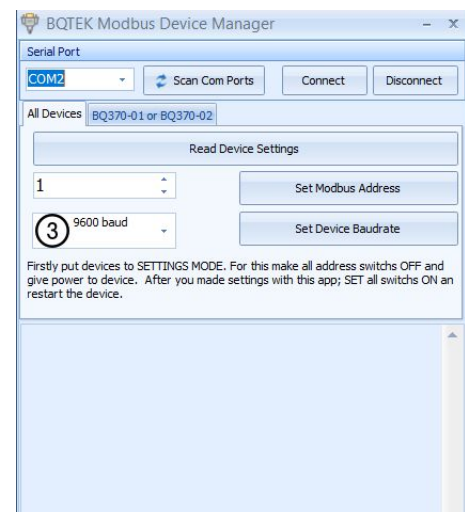 BQTEK Modbus Device Manager
Serial Port
COM2 Scan Com Ports Connect Disconnect
All Devices BQ370-01 or BQ370-02
Read Device Settings
1 Set Modbus Address
3 9600 baud Set Device Baudrate
Firstly put devices to SETTINGS MODE. For this make all address switchs OFF and
give power to device. After you made settings with this app; SET all switchs ON an
restart the device.